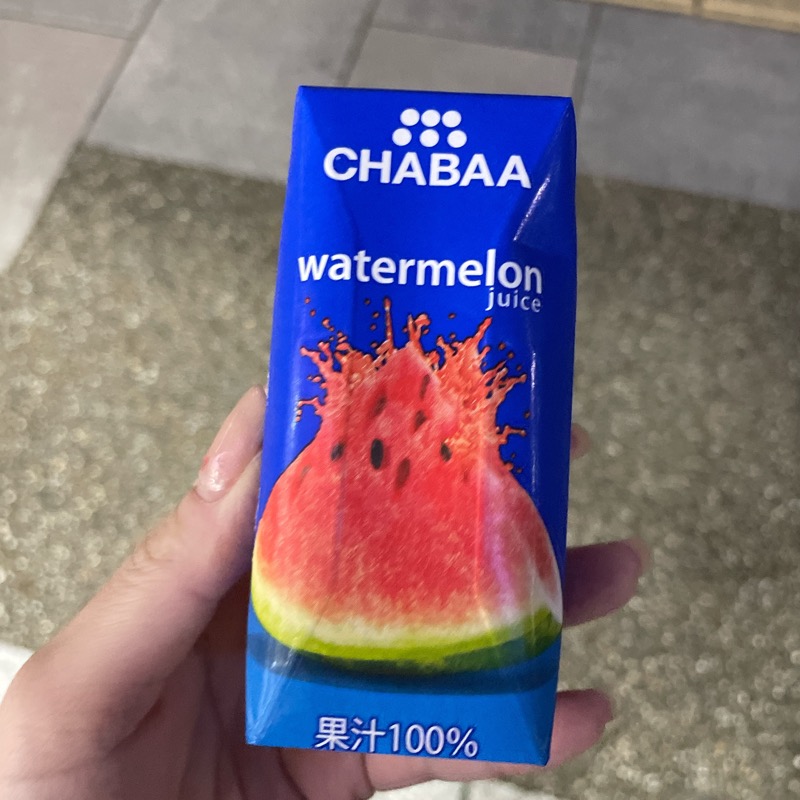 CHABAA
watermelon
juice
果汁100%